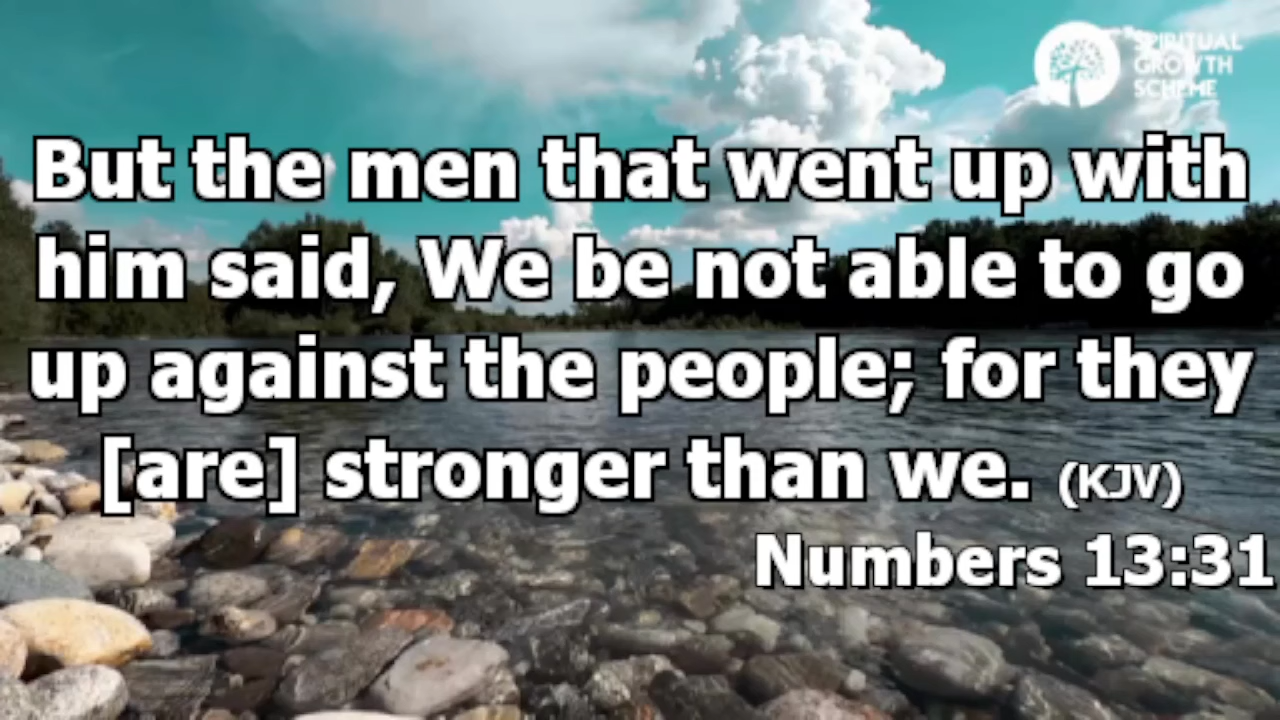 SPIRITUAL
GROWTH
SCHEME
But the men that went up with
him said, We be not able to go
up against the people; for they
[are] stronger than we. (KJV)
Numbers 13:31